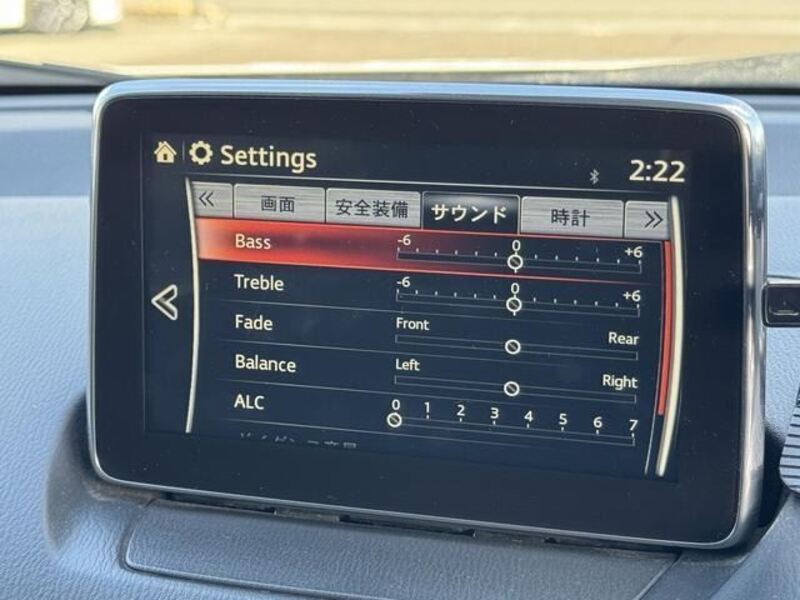 Settings
2:22
画面 安全装備 サウンド 時計
Bass -6 0 +6
Treble -6 0 +6
Fade Front Rear
Balance Left Right
ALC 0 1 2 3 4 5 6 7